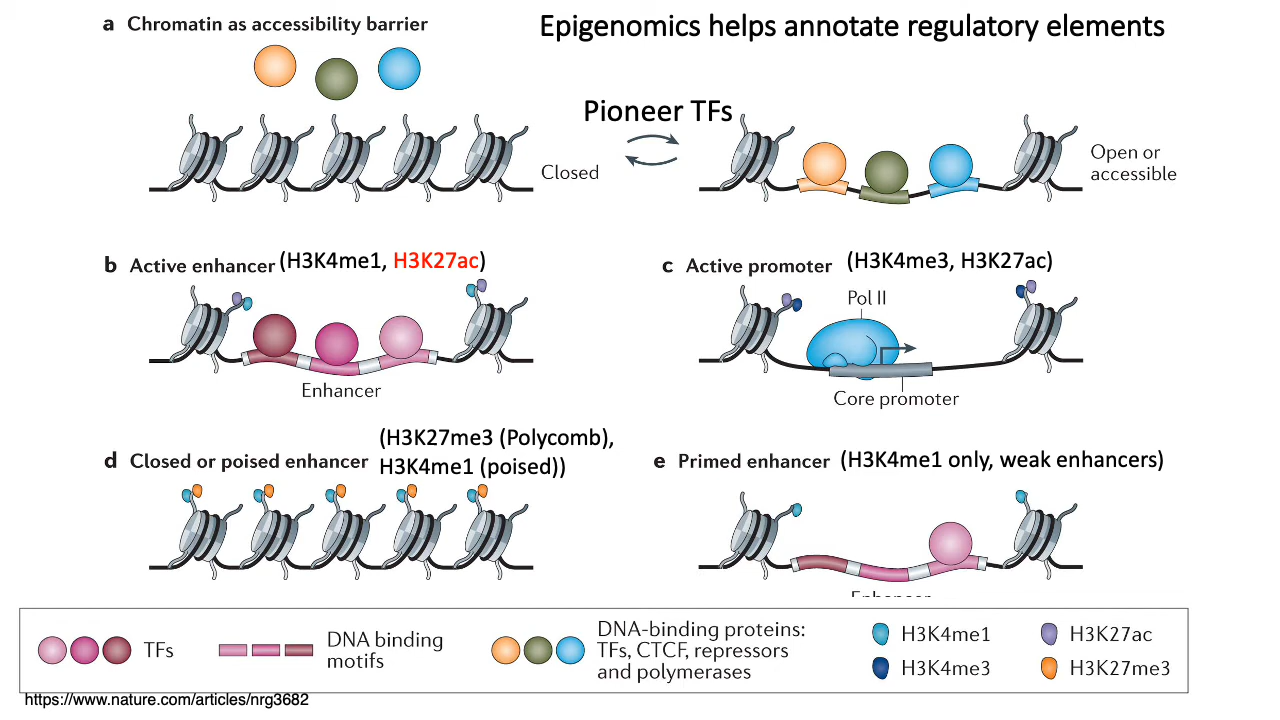 a Chromatin as accessibility barrier
Epigenomics helps annotate regulatory elements
Pioneer TFs
Closed
Open or
accessible
b Active enhancer (H3K4me1, H3K27ac)
Enhancer
c Active promoter (H3K4me3, H3K27ac)
Pol II
Core promoter
d Closed or poised enhancer
(H3K27me3 (Polycomb),
H3K4me1 (poised))
e Primed enhancer (H3K4me1 only, weak enhancers)
Enhancer
TFs
DNA binding
motifs
DNA-binding proteins:
TFs, CTCF, repressors
and polymerases
H3K4me1
H3K4me3
H3K27ac
H3K27me3
https://www.nature.com/articles/nrg3682